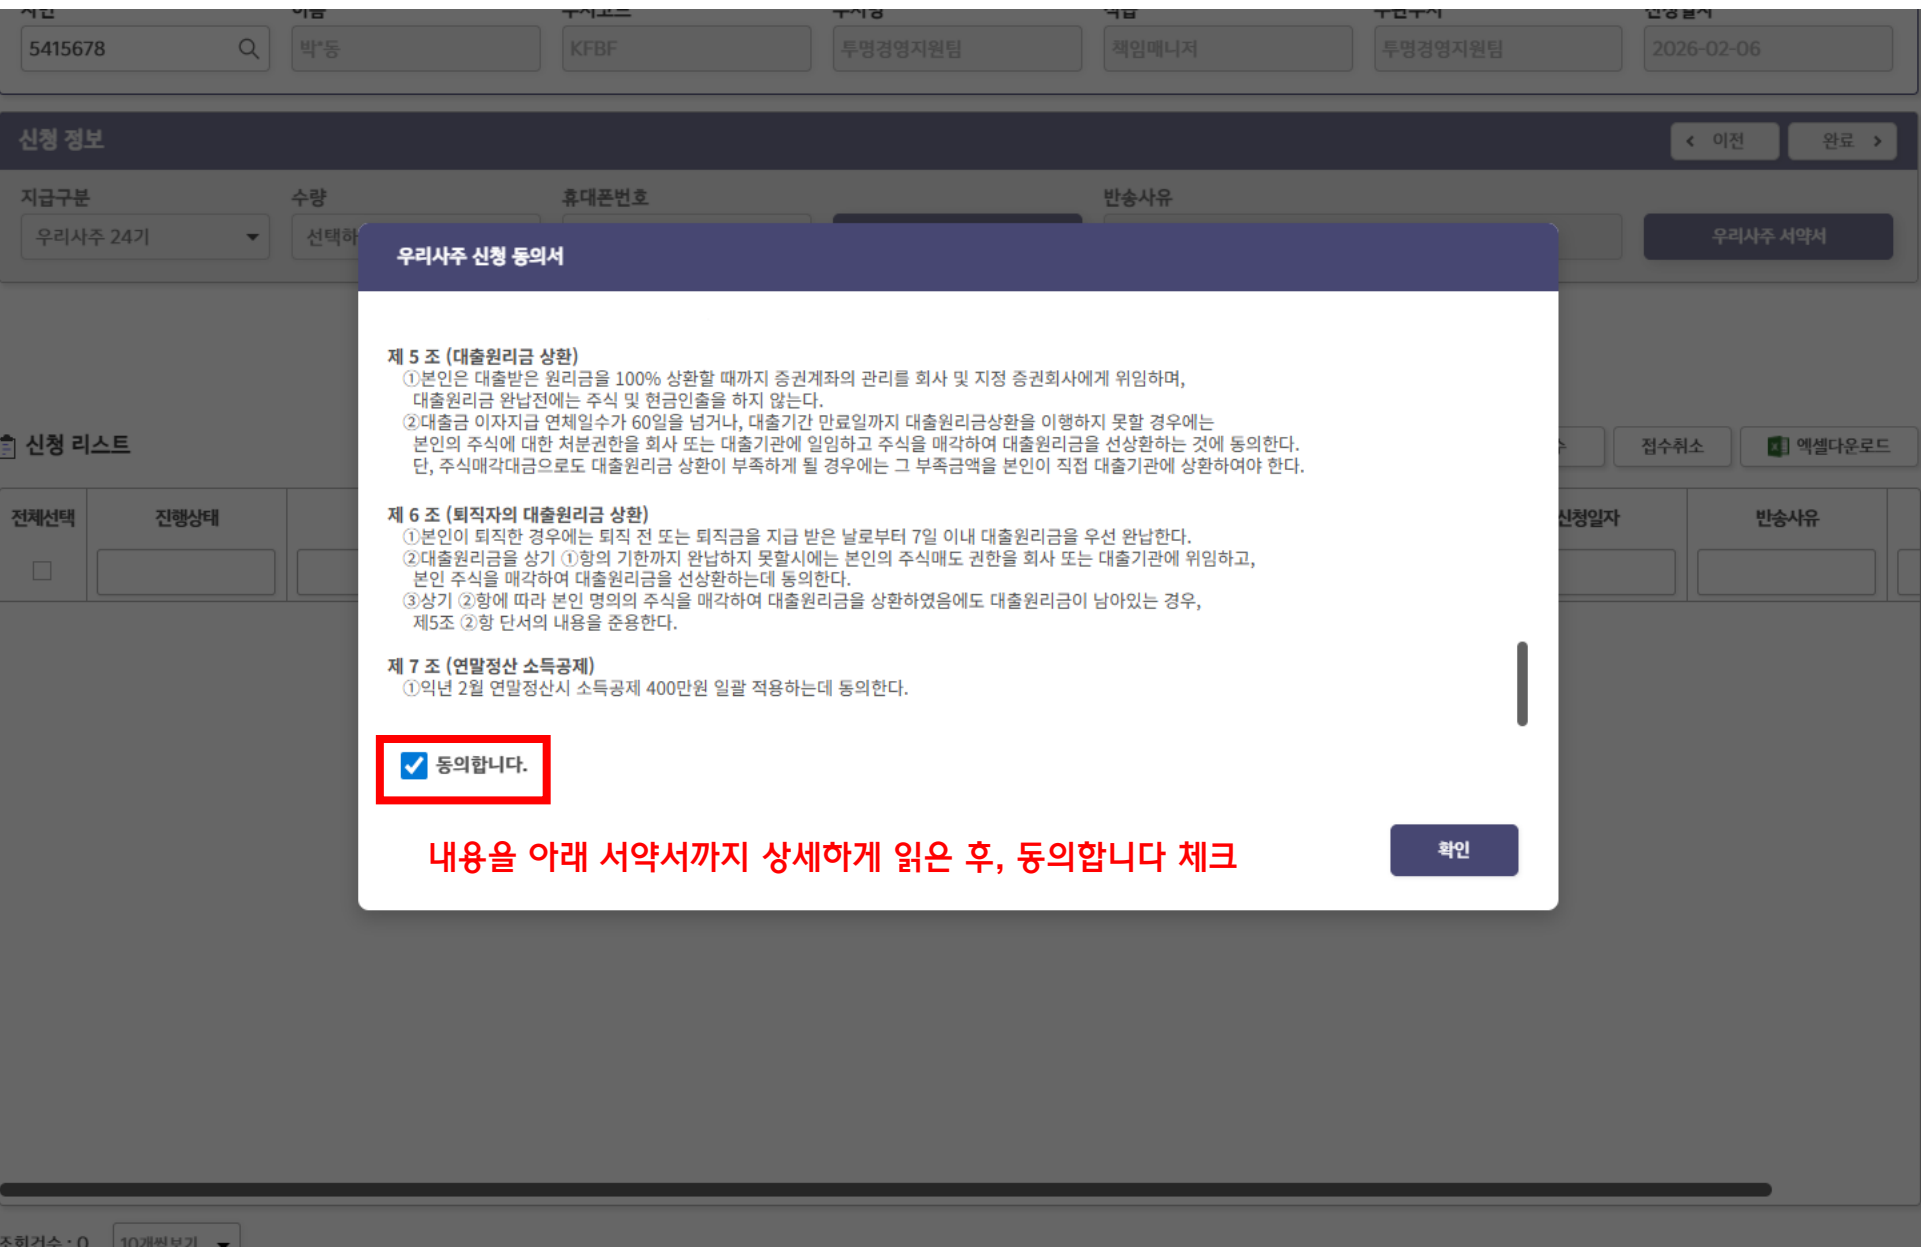 5415678
박*동
KFBF
투명경영지원팀
책임매니저
투명경영지원팀
2026-02-06
신청 정보
이전
완료
지급구분
수량
휴대폰번호
반송사유
우리사주 24기
선택하
우리사주 서약서
우리사주 신청 동의서
제 5 조 (대출원리금 상환)
①본인은 대출받은 원리금을 100% 상환할 때까지 증권계좌의 관리를 회사 및 지정 증권회사에게 위임하며,
대출원리금 완납전에는 주식 및 현금인출을 하지 않는다.
②대출금 이자지급 연체일수가 60일을 넘거나, 대출기간 만료일까지 대출원리금상환을 이행하지 못할 경우에는
본인의 주식에 대한 처분권한을 회사 또는 대출기관에 일임하고 주식을 매각하여 대출원리금을 선상환하는 것에 동의한다.
단, 주식매각대금으로도 대출원리금 상환이 부족하게 될 경우에는 그 부족금액을 본인이 직접 대출기관에 상환하여야 한다.
신청 리스트
접수취소
엑셀다운로드
전체선택
진행상태
신청일자
반송사유
제 6 조 (퇴직자의 대출원리금 상환)
①본인이 퇴직한 경우에는 퇴직 전 또는 퇴직금을 지급 받은 날로부터 7일 이내 대출원리금을 우선 완납한다.
②대출원리금을 상기 ①항의 기한까지 완납하지 못할시에는 본인의 주식매도 권한을 회사 또는 대출기관에 위임하고,
본인 주식을 매각하여 대출원리금을 선상환하는데 동의한다.
③상기 ②항에 따라 본인 명의의 주식을 매각하여 대출원리금을 상환하였음에도 대출원리금이 남아있는 경우,
제5조 ②항 단서의 내용을 준용한다.
제 7 조 (연말정산 소득공제)
①익년 2월 연말정산시 소득공제 400만원 일괄 적용하는데 동의한다.
동의합니다.
내용을 아래 서약서까지 상세하게 읽은 후, 동의합니다 체크
확인
조회건수 : 0
10개씩보기